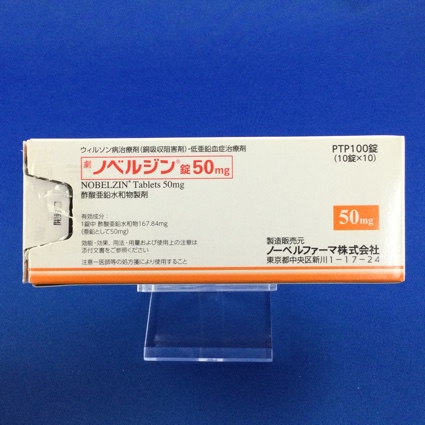 ウィルソン病治療剤(銅吸収阻害剤)・低亜鉛血症治療剤
劇 ノベルジン®錠50mg
NOBELZIN® Tablets 50mg
酢酸亜鉛水和物製剤
有効成分:
1錠中 酢酸亜鉛水和物167.84mg
(亜鉛として50mg)
効能・効果、用法・用量および使用上の注意は
添付文書をご参照ください
注意-医師等の処方箋により使用すること
PTP100錠
(10錠×10)
50mg
製造販売元
ノーベルファーマ株式会社
東京都中央区新川1-17-24